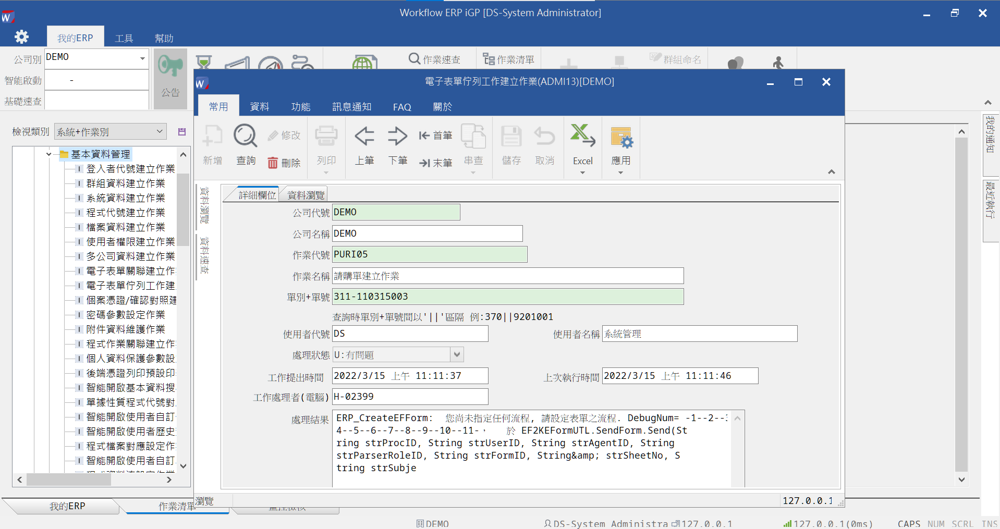 Workflow ERP iGP [DS-System Administrator]
我的ERP
工具
幫助
公司別 DEMO
智能啟動 -
基礎速查
公告
作業速查
作業清單
群組命名
電子表單佇列工作建立作業(ADMI13)[DEMO]
常用
資料
功能
訊息通知
FAQ
關於
新增
查詢
修改
刪除
列印
上筆
下筆
首筆
末筆
串查
儲存
取消
Excel
應用
檢視類別 系統+作業別
基本資料管理
登入者代號建立作業
群組資料建立作業
系統資料建立作業
程式代號建立作業
檔案資料建立作業
使用者權限建立作業
多公司資料建立作業
電子表單關聯建立作
電子表單佇列工作建
個案憑證/確認對照建
密碼參數設定作業
附件資料維護作業
程式作業關聯建立作
個人資料保護參數設
後端憑證列印預設印
智能開啟基本資料搜
單據性質程式代號對
智能開啟使用者自訂
智能開啟使用者歷史
程式檔案對應設定作
智能開啟使用者自訂
資料瀏覽
資料速查
詳細欄位
資料瀏覽
公司代號 DEMO
公司名稱 DEMO
作業代號 PURI05
作業名稱 請購單建立作業
單別+單號 311-110315003
查詢時單別+單號間以'||'區隔 例:370||9201001
使用者代號 DS
使用者名稱 系統管理
處理狀態 U:有問題
工作提出時間 2022/3/15 上午 11:11:37
上次執行時間 2022/3/15 上午 11:11:46
工作處理者(電腦) H-02399
處理結果 ERP_CreateEFForm: 您尚未指定任何流程, 請設定表單之流程. DebugNum= -1--2--3
4--5--6--7--8--9--10--11-, 於 EF2KEFormUTL.SendForm.Send(St
ring strProcID, String strUserID, String strAgentID, String
strParserRoleID, String strFormID, String&amp; strSheetNo, S
tring strSubje
瀏覽
127.0.0.1
我的通知
最近執行
我的ERP
作業清單
DEMO
DS-System Administra
127.0.0.1
127.0.0.1(0ms)
CAPS NUM SCRL INS